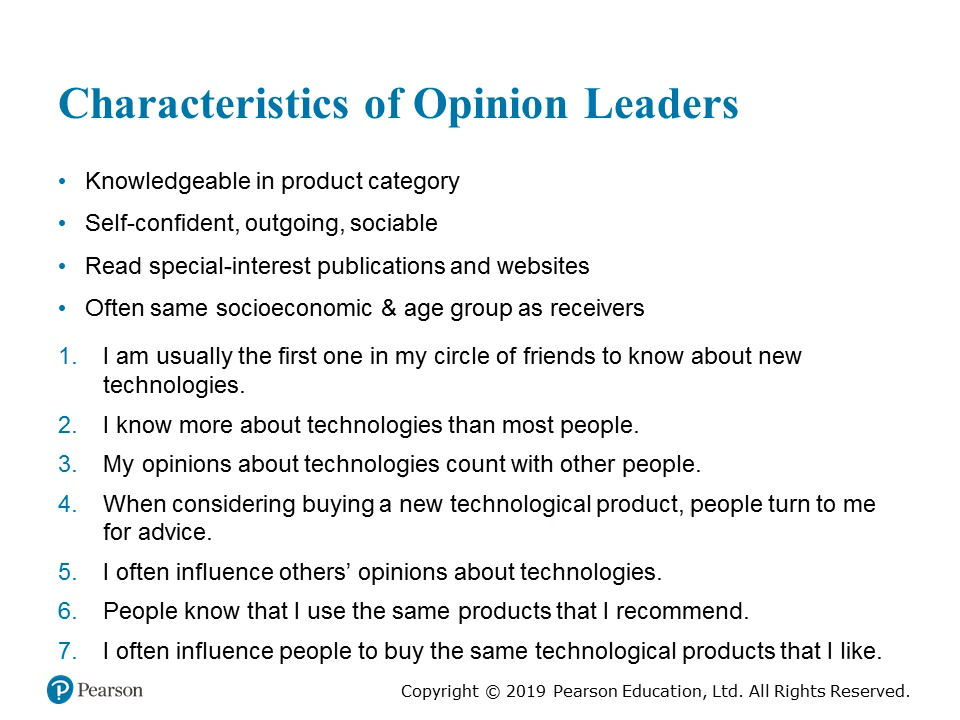 Characteristics of Opinion Leaders
• Knowledgeable in product category
• Self-confident, outgoing, sociable
• Read special-interest publications and websites
• Often same socioeconomic & age group as receivers
1. I am usually the first one in my circle of friends to know about new
technologies.
2. I know more about technologies than most people.
3. My opinions about technologies count with other people.
4. When considering buying a new technological product, people turn to me
for advice.
5. I often influence others’ opinions about technologies.
6. People know that I use the same products that I recommend.
7. I often influence people to buy the same technological products that I like.
P Pearson
Copyright © 2019 Pearson Education, Ltd. All Rights Reserved.